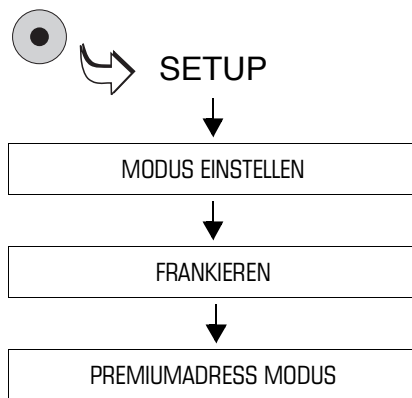 SETUP
MODUS EINSTELLEN
FRANKIEREN
PREMIUMADRESS MODUS